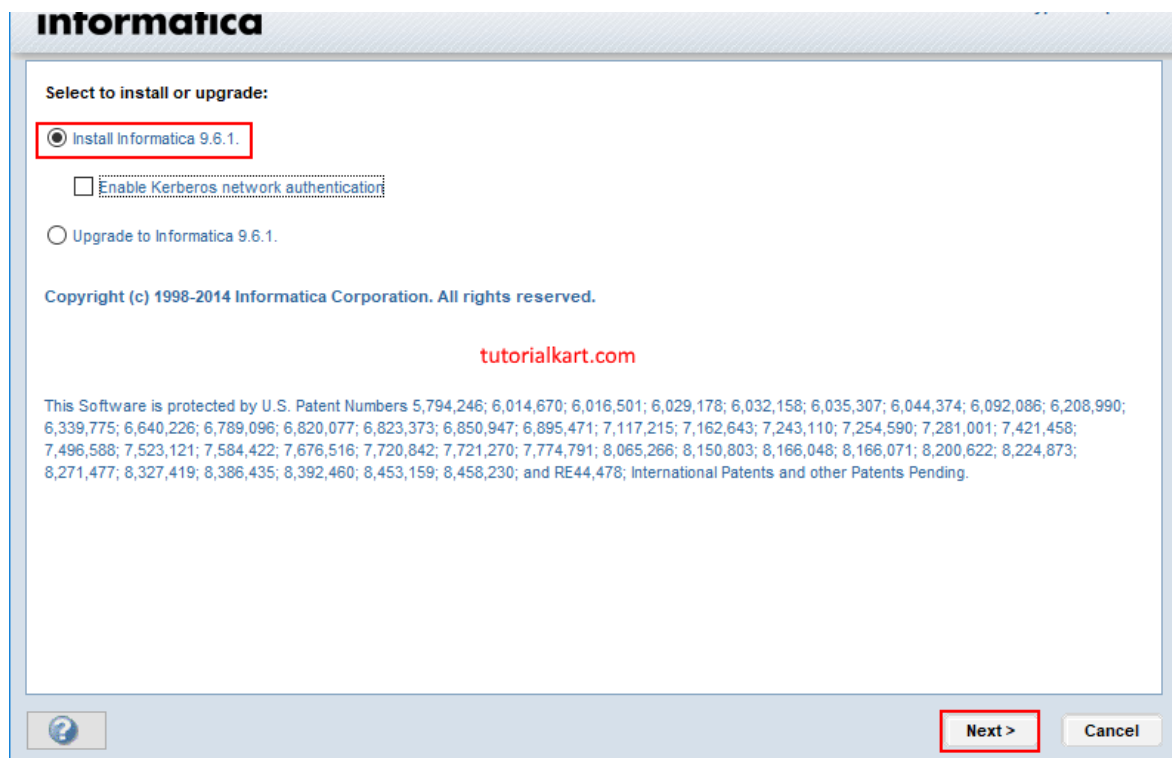 informatica
Select to install or upgrade:
Install Informatica 9.6.1.
Enable Kerberos network authentication
Upgrade to Informatica 9.6.1.
Copyright (c) 1998-2014 Informatica Corporation. All rights reserved.
tutorialkart.com
This Software is protected by U.S. Patent Numbers 5,794,246; 6,014,670; 6,016,501; 6,029,178; 6,032,158; 6,035,307; 6,044,374; 6,092,086; 6,208,990;
6,339,775; 6,640,226; 6,789,096; 6,820,077; 6,823,373; 6,850,947; 6,895,471; 7,117,215; 7,162,643; 7,243,110; 7,254,590; 7,281,001; 7,421,458;
7,496,588; 7,523,121; 7,584,422; 7,676,516; 7,720,842; 7,721,270; 7,774,791; 8,065,266; 8,150,803; 8,166,048; 8,166,071; 8,200,622; 8,224,873;
8,271,477; 8,327,419; 8,386,435; 8,392,460; 8,453,159; 8,458,230; and RE44,478; International Patents and other Patents Pending.
?
Next >
Cancel